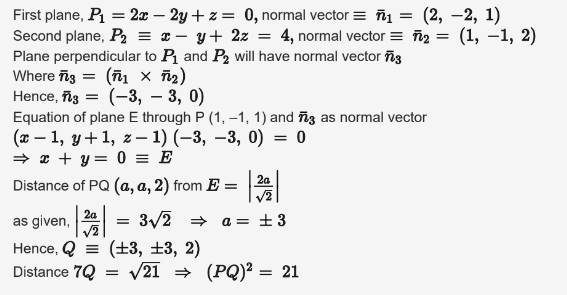 First plane, P₁ = 2x − 2y + z = 0, normal vector ≡ n̄₁ = (2, −2, 1)
Second plane, P₂ ≡ x − y + 2z = 4, normal vector ≡ n̄₂ = (1, −1, 2)
Plane perpendicular to P₁ and P₂ will have normal vector n̄₃
Where n̄₃ = (n̄₁ × n̄₂)
Hence, n̄₃ = (−3, − 3, 0)
Equation of plane E through P (1, −1, 1) and n̄₃ as normal vector
(x − 1, y + 1, z − 1) (−3, −3, 0) = 0
⇒ x + y = 0 ≡ E
Distance of PQ (a, a, 2) from E = |2a/√2|
as given, |2a/√2| = 3√2 ⇒ a = ± 3
Hence, Q ≡ (±3, ±3, 2)
Distance 7Q = √21 ⇒ (PQ)² = 21